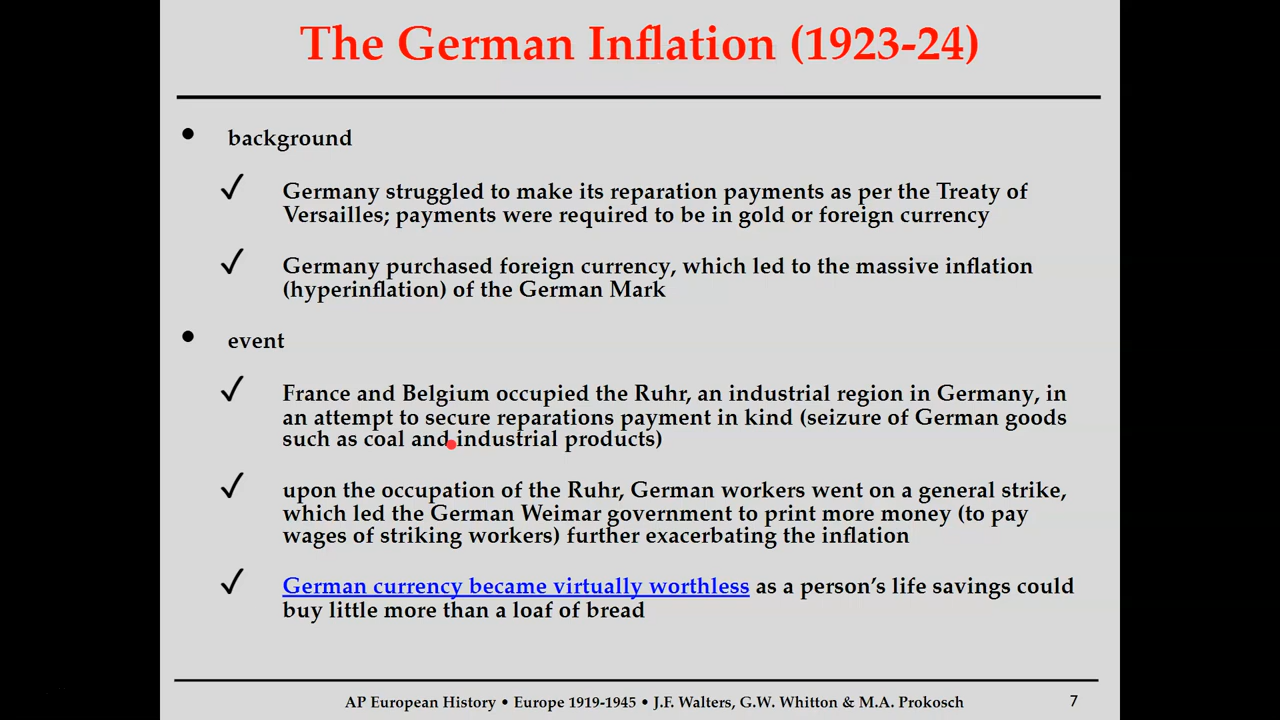 The German Inflation (1923-24)
• background
✓ Germany struggled to make its reparation payments as per the Treaty of
Versailles; payments were required to be in gold or foreign currency
✓ Germany purchased foreign currency, which led to the massive inflation
(hyperinflation) of the German Mark
• event
✓ France and Belgium occupied the Ruhr, an industrial region in Germany, in
an attempt to secure reparations payment in kind (seizure of German goods
such as coal and industrial products)
✓ upon the occupation of the Ruhr, German workers went on a general strike,
which led the German Weimar government to print more money (to pay
wages of striking workers) further exacerbating the inflation
✓ German currency became virtually worthless as a person’s life savings could
buy little more than a loaf of bread
AP European History • Europe 1919-1945 • J.F. Walters, G.W. Whitton & M.A. Prokosch 7